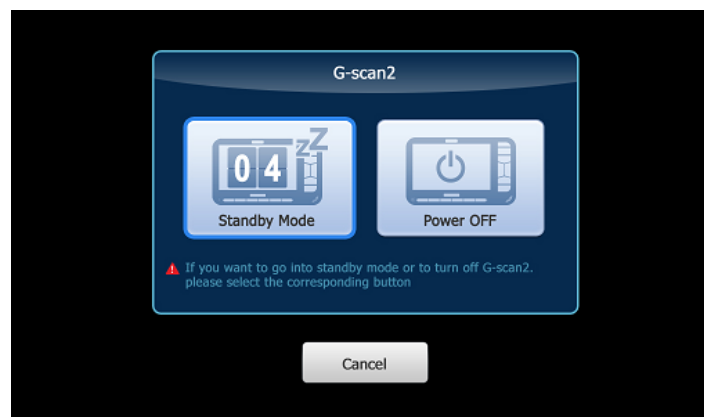 G-scan2
04 zZ
Standby Mode
Power OFF
If you want to go into standby mode or to turn off G-scan2.
please select the corresponding button
Cancel